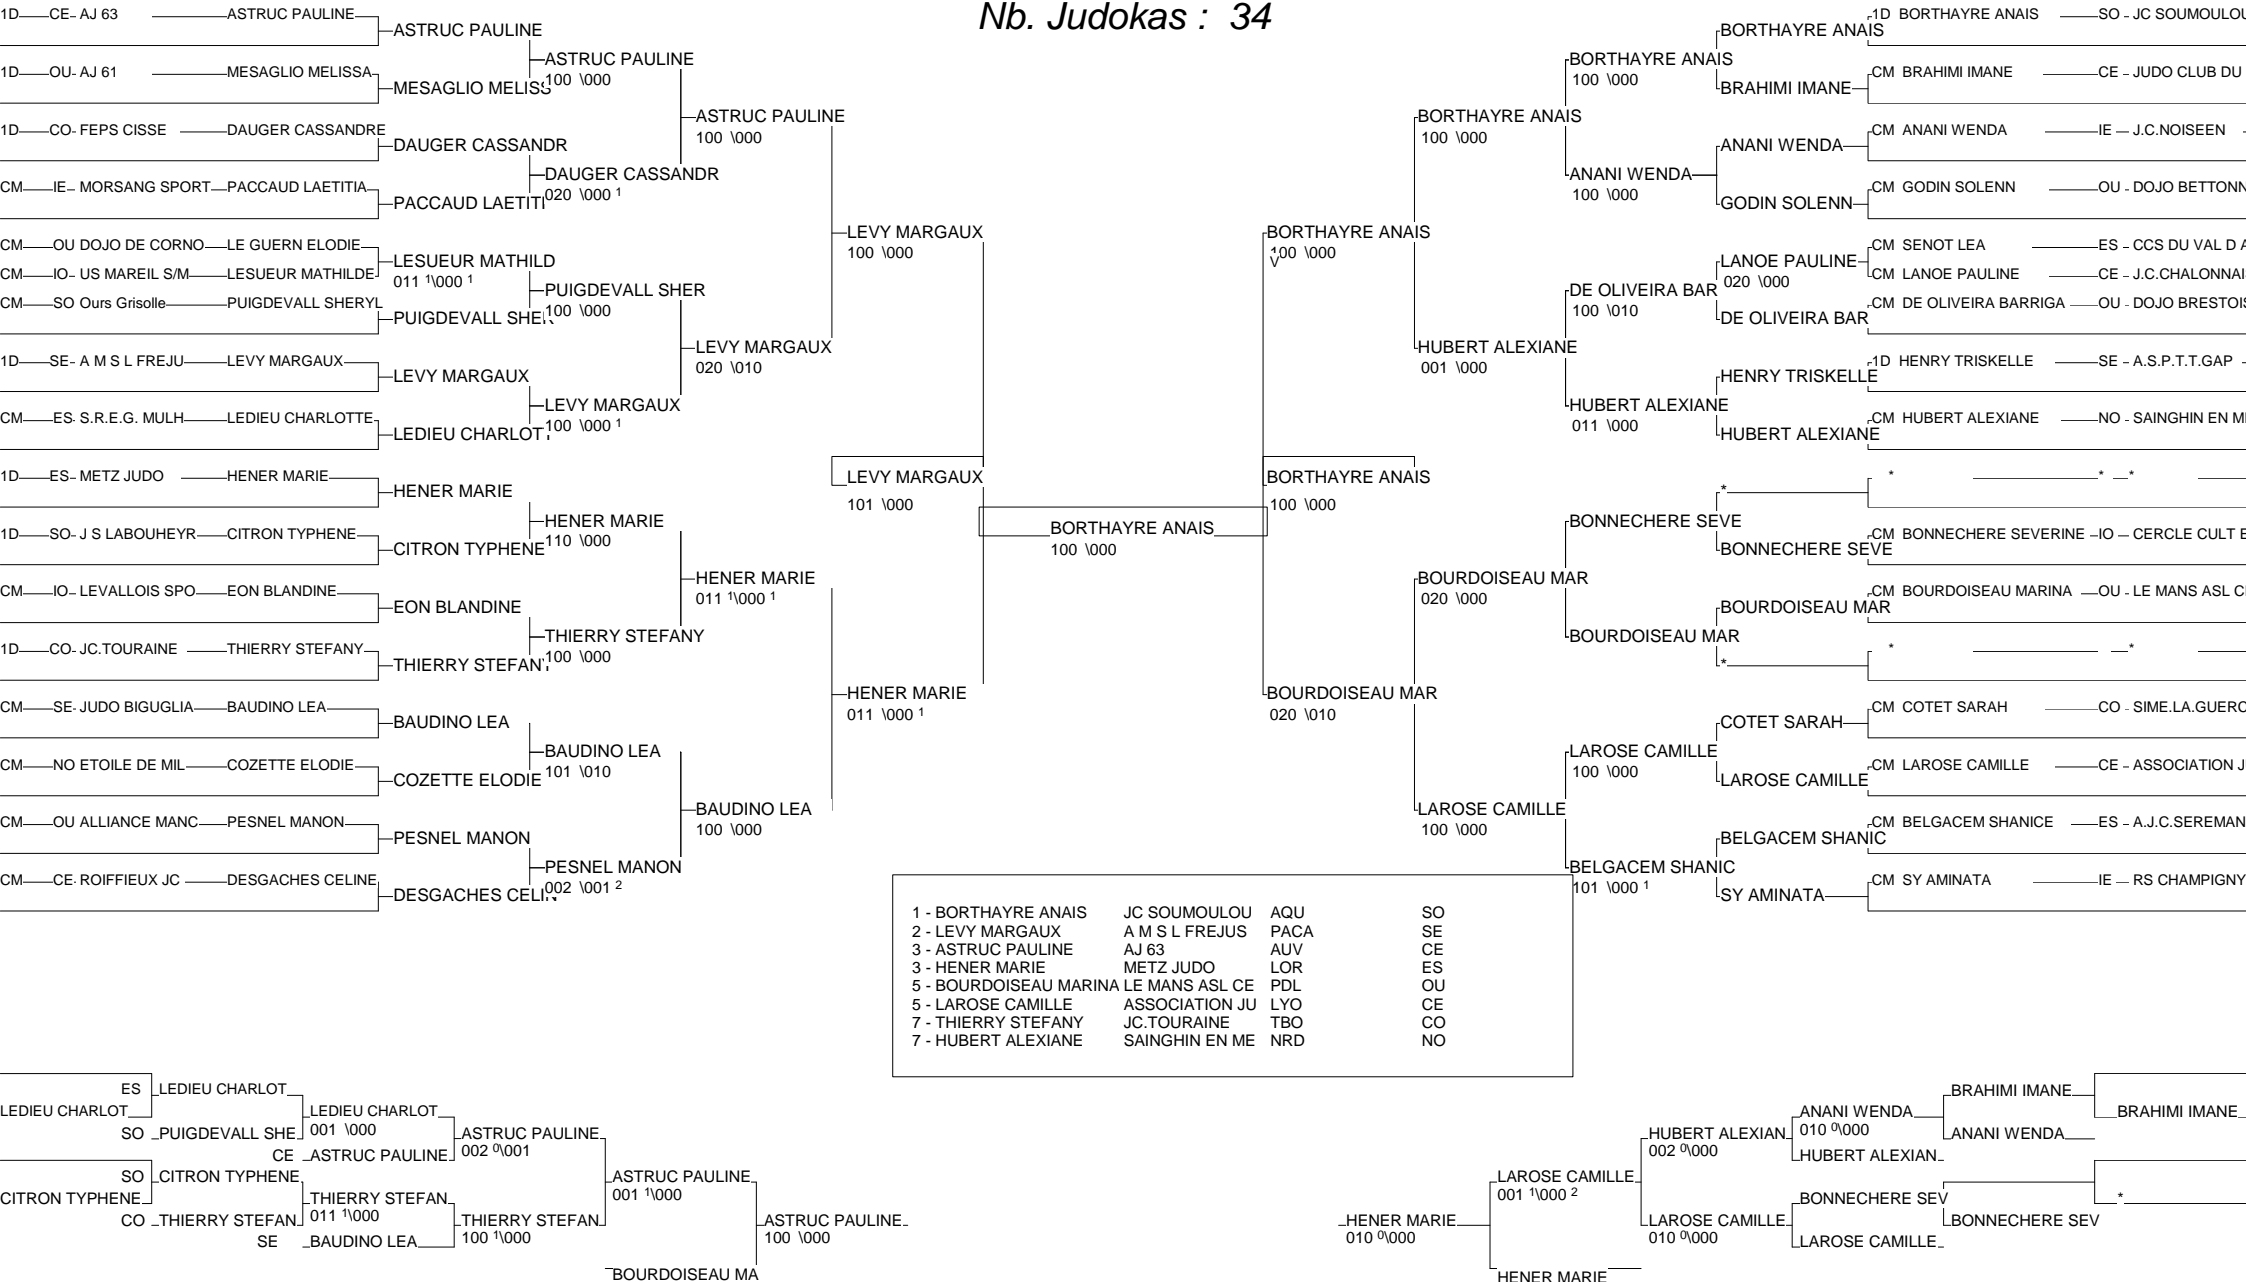 Nb. Judokas : 34
1D CE- AJ 63 ASTRUC PAULINE
1D OU- AJ 61 MESAGLIO MELISSA
1D CO- FEPS CISSE DAUGER CASSANDRE
CM IE- MORSANG SPORT PACCAUD LAETITIA
CM OU DOJO DE CORNO LE GUERN ELODIE
CM IO- US MAREIL S/M LESUEUR MATHILDE
CM SO Ours Grisolle PUIGDEVALL SHERYL
1D SE- A M S L FREJU LEVY MARGAUX
CM ES- S.R.E.G. MULH LEDIEU CHARLOTTE
1D ES- METZ JUDO HENER MARIE
1D SO- J S LABOUHEYR CITRON TYPHENE
CM IO- LEVALLOIS SPO EON BLANDINE
1D CO- JC.TOURAINE THIERRY STEFANY
CM SE- JUDO BIGUGLIA BAUDINO LEA
CM NO ETOILE DE MIL COZETTE ELODIE
CM OU ALLIANCE MANC PESNEL MANON
CM CE- ROIFFIEUX JC DESGACHES CELINE
ASTRUC PAULINE
MESAGLIO MELISS
DAUGER CASSANDR
PACCAUD LAETITI
LESUEUR MATHILD
011 1\000 1
PUIGDEVALL SHER
LEVY MARGAUX
LEDIEU CHARLOT
HENER MARIE
CITRON TYPHENE
EON BLANDINE
THIERRY STEFANY
BAUDINO LEA
COZETTE ELODIE
PESNEL MANON
DESGACHES CELIN
ASTRUC PAULINE
100 \000
DAUGER CASSANDR
020 \000 1
PUIGDEVALL SHER
100 \000
LEVY MARGAUX
100 \000 1
HENER MARIE
110 \000
THIERRY STEFANY
100 \000
BAUDINO LEA
101 \010
PESNEL MANON
002 \001 2
ASTRUC PAULINE
100 \000
LEVY MARGAUX
020 \010
HENER MARIE
011 1\000 1
BAUDINO LEA
100 \000
LEVY MARGAUX
100 \000
HENER MARIE
011 \000 1
LEVY MARGAUX
101 \000
BORTHAYRE ANAIS
100 \000
BORTHAYRE ANAIS
100 \000
BORTHAYRE ANAIS
100 \000
V
BOURDOISEAU MAR
020 \010
BORTHAYRE ANAIS
100 \000
HUBERT ALEXIANE
001 \000
BOURDOISEAU MAR
020 \000
LAROSE CAMILLE
100 \000
BORTHAYRE ANAIS
100 \000
ANANI WENDA
100 \000
DE OLIVEIRA BAR
100 \010
HUBERT ALEXIANE
011 \000
BONNECHERE SEVE
BOURDOISEAU MAR
LAROSE CAMILLE
100 \000
BELGACEM SHANIC
101 \000 1
BORTHAYRE ANAIS
BRAHIMI IMANE
ANANI WENDA
GODIN SOLENN
LANOE PAULINE
020 \000
DE OLIVEIRA BAR
HENRY TRISKELLE
HUBERT ALEXIANE
*
BONNECHERE SEVE
BOURDOISEAU MAR
*
COTET SARAH
LAROSE CAMILLE
BELGACEM SHANIC
SY AMINATA
1D BORTHAYRE ANAIS SO - JC SOUMOULOU
CM BRAHIMI IMANE CE - JUDO CLUB DU
CM ANANI WENDA IE - J.C.NOISEEN
CM GODIN SOLENN OU - DOJO BETTONN
CM SENOT LEA ES - CCS DU VAL D A
CM LANOE PAULINE CE - J.C.CHALONNAI
CM DE OLIVEIRA BARRIGA OU - DOJO BRESTOIS
1D HENRY TRISKELLE SE - A.S.P.T.T.GAP
CM HUBERT ALEXIANE NO - SAINGHIN EN M
* * *
CM BONNECHERE SEVERINE IO - CERCLE CULT E
CM BOURDOISEAU MARINA OU - LE MANS ASL C
* *
CM COTET SARAH CO - SIME.LA.GUERC
CM LAROSE CAMILLE CE - ASSOCIATION J
CM BELGACEM SHANICE ES - A.J.C.SEREMAN
CM SY AMINATA IE - RS CHAMPIGNY
1 - BORTHAYRE ANAIS JC SOUMOULOU AQU SO
2 - LEVY MARGAUX A M S L FREJUS PACA SE
3 - ASTRUC PAULINE AJ 63 AUV CE
3 - HENER MARIE METZ JUDO LOR ES
5 - BOURDOISEAU MARINA LE MANS ASL CE PDL OU
5 - LAROSE CAMILLE ASSOCIATION JU LYO CE
7 - THIERRY STEFANY JC.TOURAINE TBO CO
7 - HUBERT ALEXIANE SAINGHIN EN ME NRD NO
LEDIEU CHARLOT
CITRON TYPHENE
ES LEDIEU CHARLOT
SO PUIGDEVALL SHE
CE ASTRUC PAULINE
SO CITRON TYPHENE
CO THIERRY STEFAN
SE BAUDINO LEA
LEDIEU CHARLOT
001 \000
THIERRY STEFAN
011 1\000
ASTRUC PAULINE
002 0\001
THIERRY STEFAN
100 1\000
ASTRUC PAULINE
001 1\000
BOURDOISEAU MA
ASTRUC PAULINE
100 \000
HENER MARIE
010 0\000
LAROSE CAMILLE
001 1\000 2
HENER MARIE
HUBERT ALEXIAN
002 0\000
LAROSE CAMILLE
010 0\000
ANANI WENDA
010 0\000
HUBERT ALEXIAN
BONNECHERE SEV
LAROSE CAMILLE
BRAHIMI IMANE
ANANI WENDA
BONNECHERE SEV
BRAHIMI IMANE
*